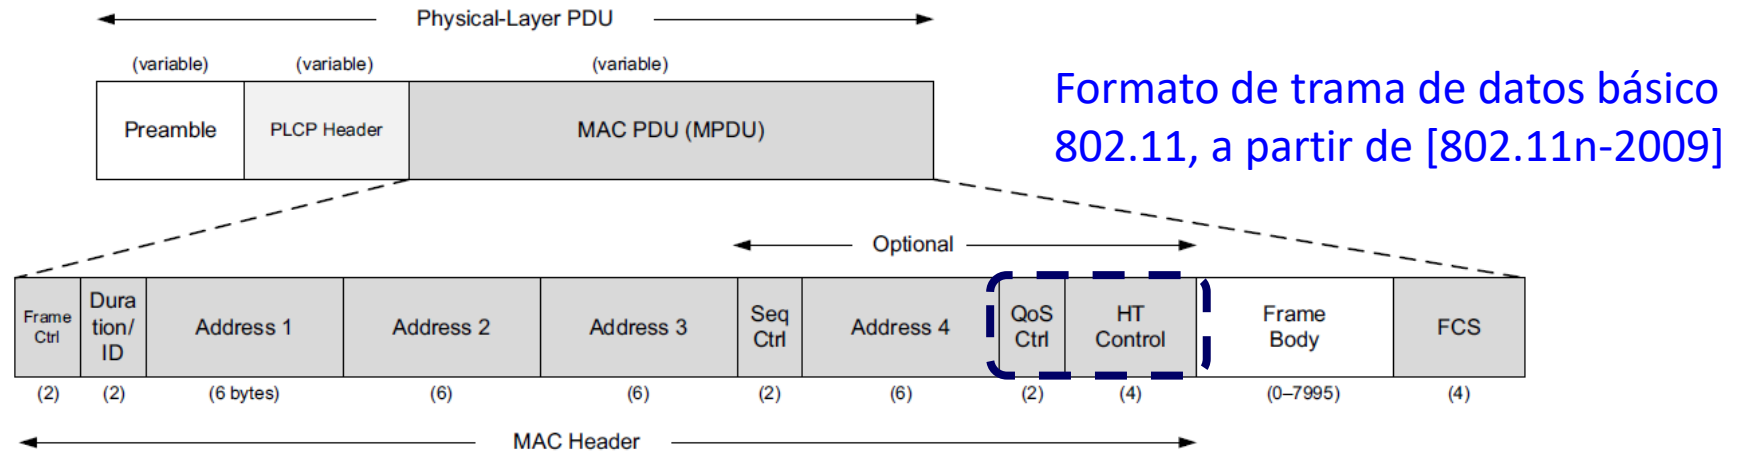 Physical-Layer PDU
(variable) (variable) (variable)
Preamble PLCP Header MAC PDU (MPDU)
Formato de trama de datos básico
802.11, a partir de [802.11n-2009]
Optional
Frame
Ctrl
Dura
tion/
ID
Address 1
Address 2
Address 3
Seq
Ctrl
Address 4
QoS
Ctrl
HT
Control
Frame
Body
FCS
(2) (2) (6 bytes) (6) (6) (2) (6) (2) (4) (0–7995) (4)
MAC Header